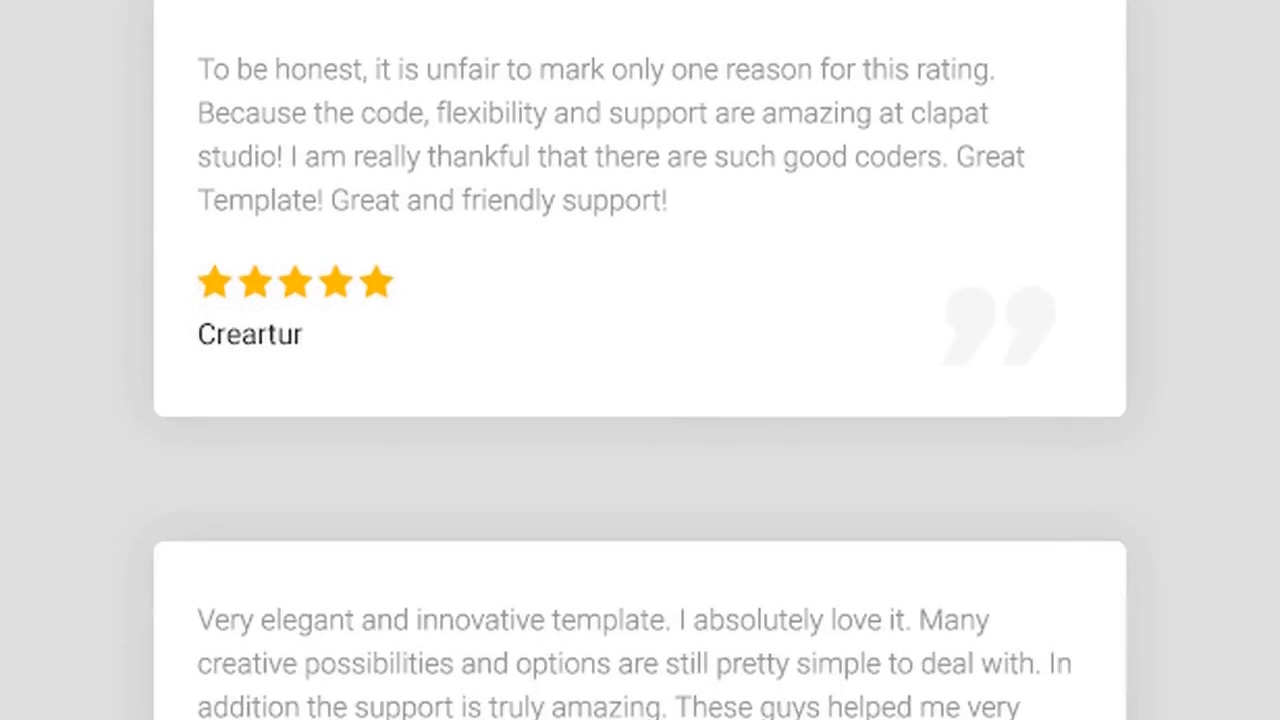 To be honest, it is unfair to mark only one reason for this rating.
Because the code, flexibility and support are amazing at clapat
studio! I am really thankful that there are such good coders. Great
Template! Great and friendly support!
Creartur
Very elegant and innovative template. I absolutely love it. Many
creative possibilities and options are still pretty simple to deal with. In
addition the support is truly amazing. These guys helped me very